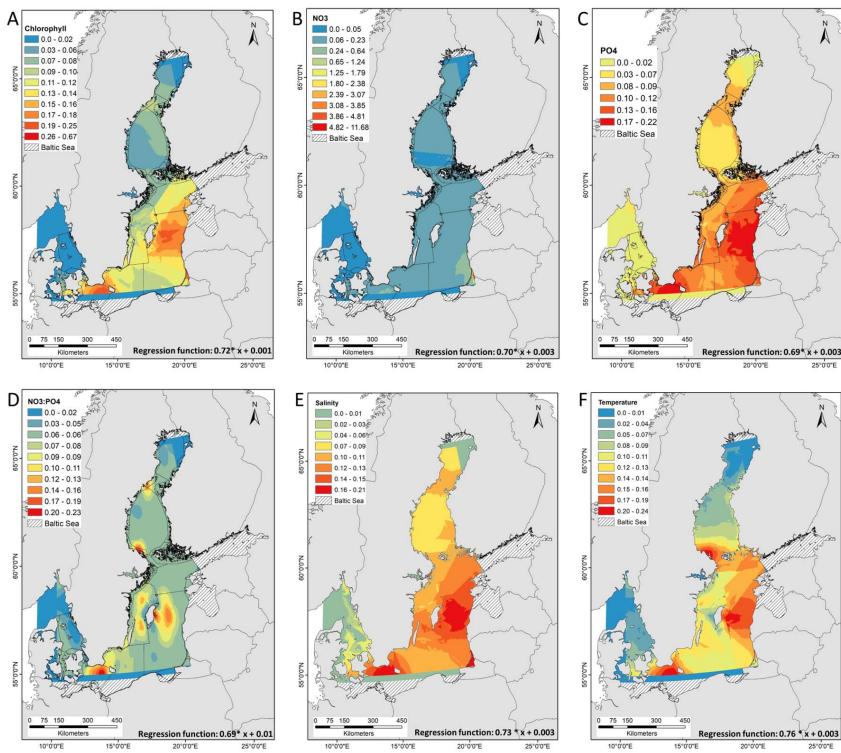 A
Chlorophyll
0.0 - 0.02
0.03 - 0.06
0.07 - 0.08
0.09 - 0.10
0.11 - 0.12
0.13 - 0.14
0.15 - 0.16
0.17 - 0.18
0.19 - 0.25
0.26 - 0.67
Baltic Sea
N
65°0'0"N
60°0'0"N
55°0'0"N
0 75 150 300 450
Kilometers
Regression function: 0.72* x + 0.001
10°0'0"E 15°0'0"E 20°0'0"E 25°0'0"E
B
NO3
0.0 - 0.05
0.06 - 0.23
0.24 - 0.64
0.65 - 1.24
1.25 - 1.79
1.80 - 2.38
2.39 - 3.07
3.08 - 3.85
3.86 - 4.81
4.82 - 11.68
Baltic Sea
N
65°0'0"N
60°0'0"N
55°0'0"N
0 75 150 300 450
Kilometers
Regression function: 0.70* x + 0.003
10°0'0"E 15°0'0"E 20°0'0"E 25°0'0"E
C
PO4
0.0 - 0.02
0.03 - 0.07
0.08 - 0.09
0.10 - 0.12
0.13 - 0.16
0.17 - 0.22
Baltic Sea
N
65°0'0"N
60°0'0"N
55°0'0"N
0 75 150 300 450
Kilometers
Regression function: 0.69* x + 0.003
10°0'0"E 15°0'0"E 20°0'0"E 25°0'0"E
D
NO3:PO4
0.0 - 0.02
0.03 - 0.05
0.06 - 0.06
0.07 - 0.08
0.09 - 0.09
0.10 - 0.11
0.12 - 0.13
0.14 - 0.16
0.17 - 0.19
0.20 - 0.23
Baltic Sea
N
65°0'0"N
60°0'0"N
55°0'0"N
0 75 150 300 450
Kilometers
Regression function: 0.69* x + 0.01
10°0'0"E 15°0'0"E 20°0'0"E 25°0'0"E
E
Salinity
0.0 - 0.01
0.02 - 0.03
0.04 - 0.06
0.07 - 0.09
0.10 - 0.11
0.12 - 0.13
0.14 - 0.15
0.16 - 0.21
Baltic Sea
N
65°0'0"N
60°0'0"N
55°0'0"N
0 75 150 300 450
Kilometers
Regression function: 0.73 * x + 0.003
10°0'0"E 15°0'0"E 20°0'0"E 25°0'0"E
F
Temperature
0.0 - 0.01
0.02 - 0.04
0.05 - 0.07
0.08 - 0.09
0.10 - 0.11
0.12 - 0.13
0.14 - 0.14
0.15 - 0.16
0.17 - 0.19
0.20 - 0.24
Baltic Sea
N
65°0'0"N
60°0'0"N
55°0'0"N
0 75 150 300 450
Kilometers
Regression function: 0.76 * x + 0.003
10°0'0"E 15°0'0"E 20°0'0"E 25°0'0"E